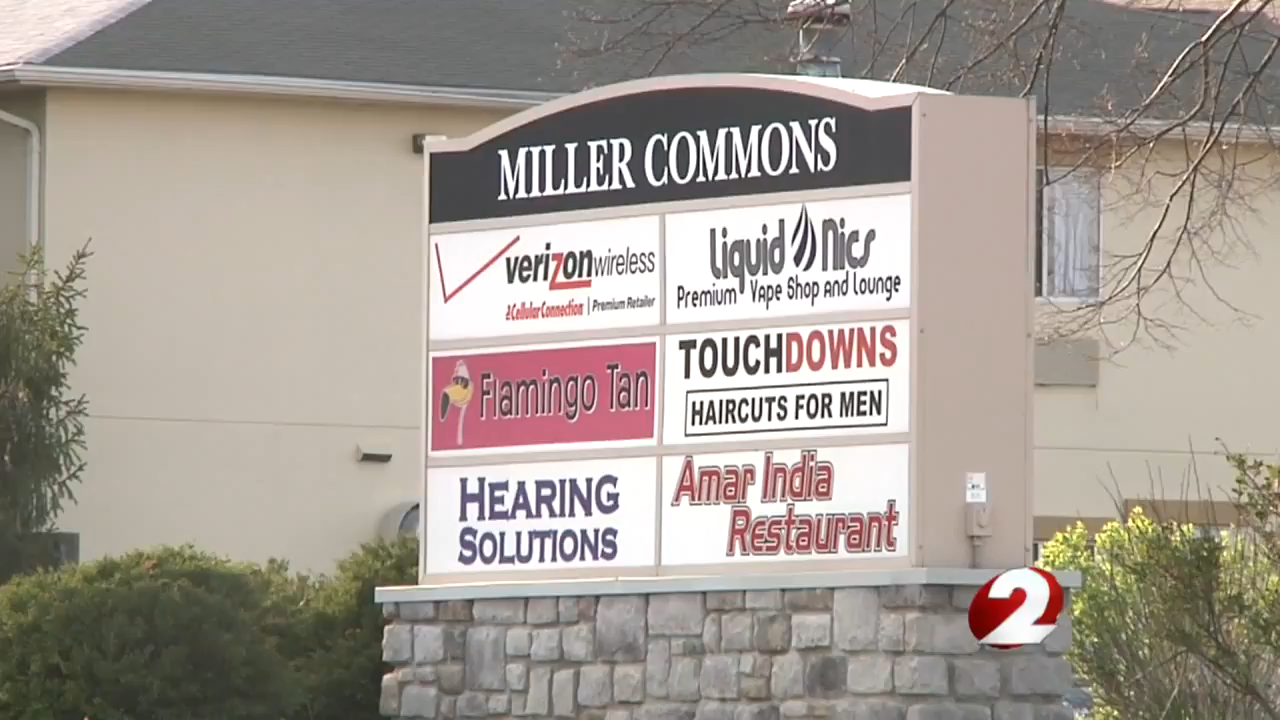 MILLER COMMONS
verizonwireless
Cellular Connection | Premium Retailer
Liquid Nics
Premium Vape Shop and Lounge
Flamingo Tan
TOUCHDOWNS
HAIRCUTS FOR MEN
HEARING
SOLUTIONS
Amar India
Restaurant
2